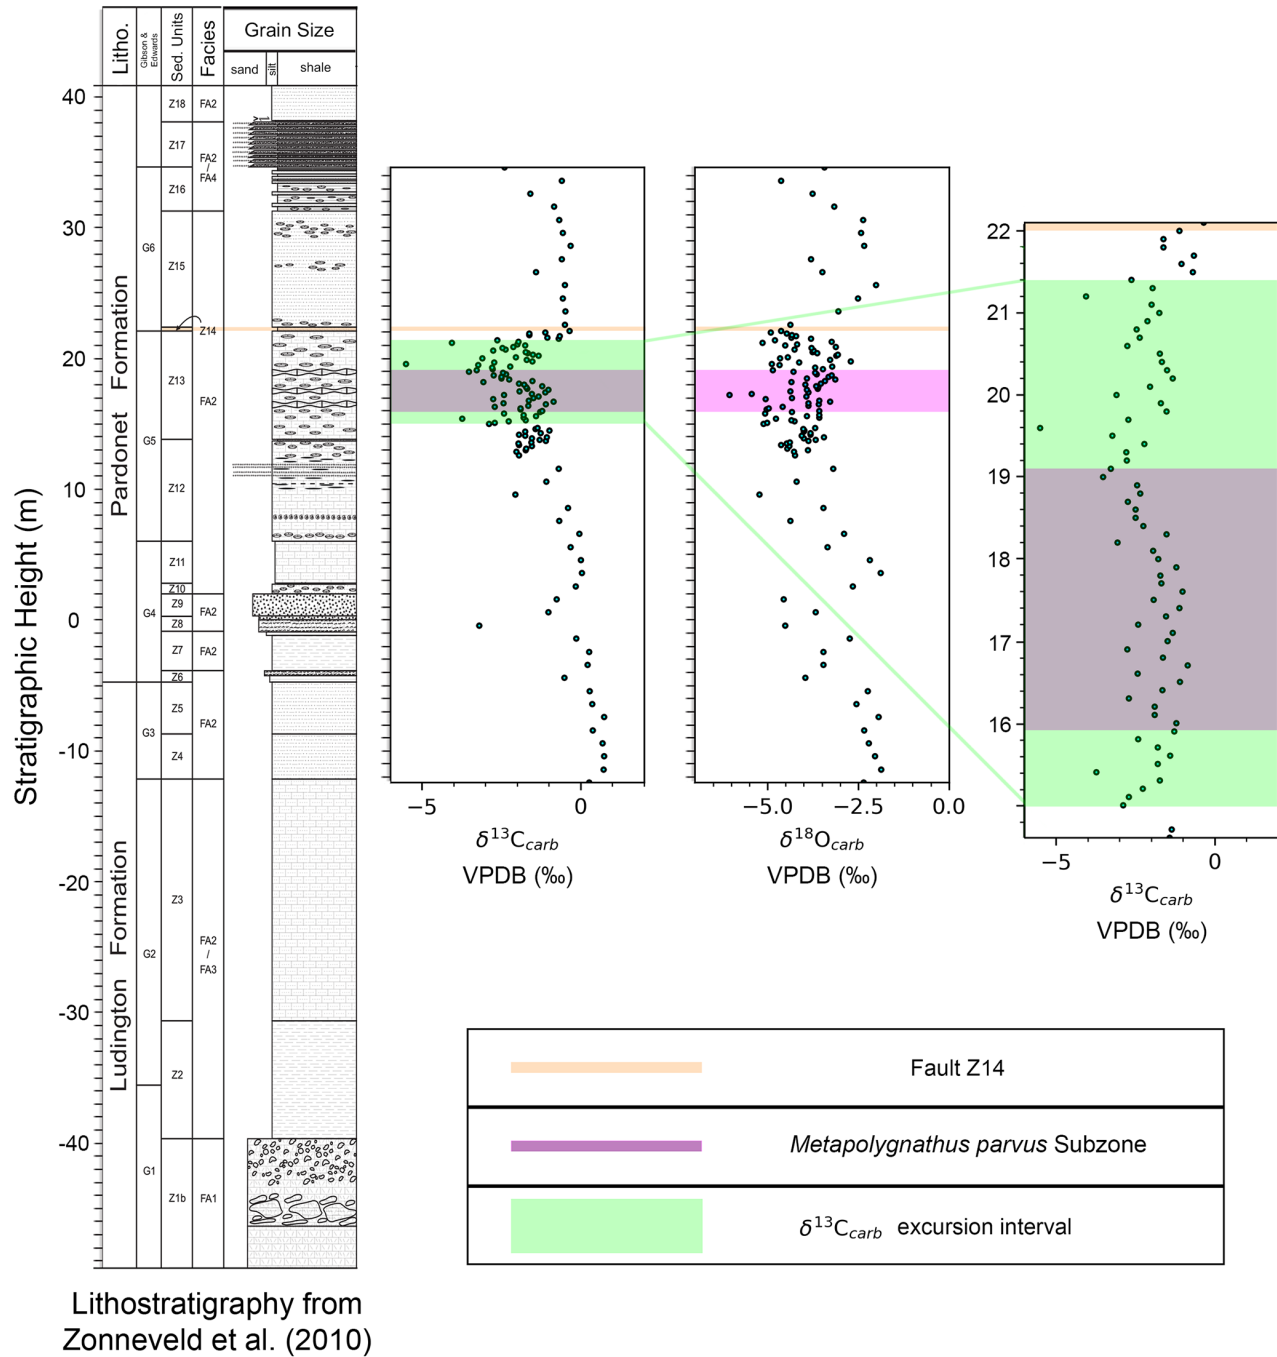 Litho.
Gibson &
Edwards
Sed. Units
Facies
Grain Size
sand
silt
shale
Stratigraphic Height (m)
40
30
20
10
0
-10
-20
-30
-40
Pardonet Formation
Ludington Formation
G6
G5
G4
G3
G2
G1
Z18
Z17
Z16
Z15
Z14
Z13
Z12
Z11
Z10
Z9
Z8
Z7
Z6
Z5
Z4
Z3
Z2
Z1b
FA2
FA2
/
FA4
FA2
FA2
FA2
FA2
FA2
/
FA3
FA1
−5 0
δ¹³C_carb
VPDB (‰)
−5.0 −2.5 0.0
δ¹⁸O_carb
VPDB (‰)
22
21
20
19
18
17
16
−5 0
δ¹³C_carb
VPDB (‰)
Fault Z14
Metapolygnathus parvus Subzone
δ¹³C_carb excursion interval
Lithostratigraphy from
Zonneveld et al. (2010)